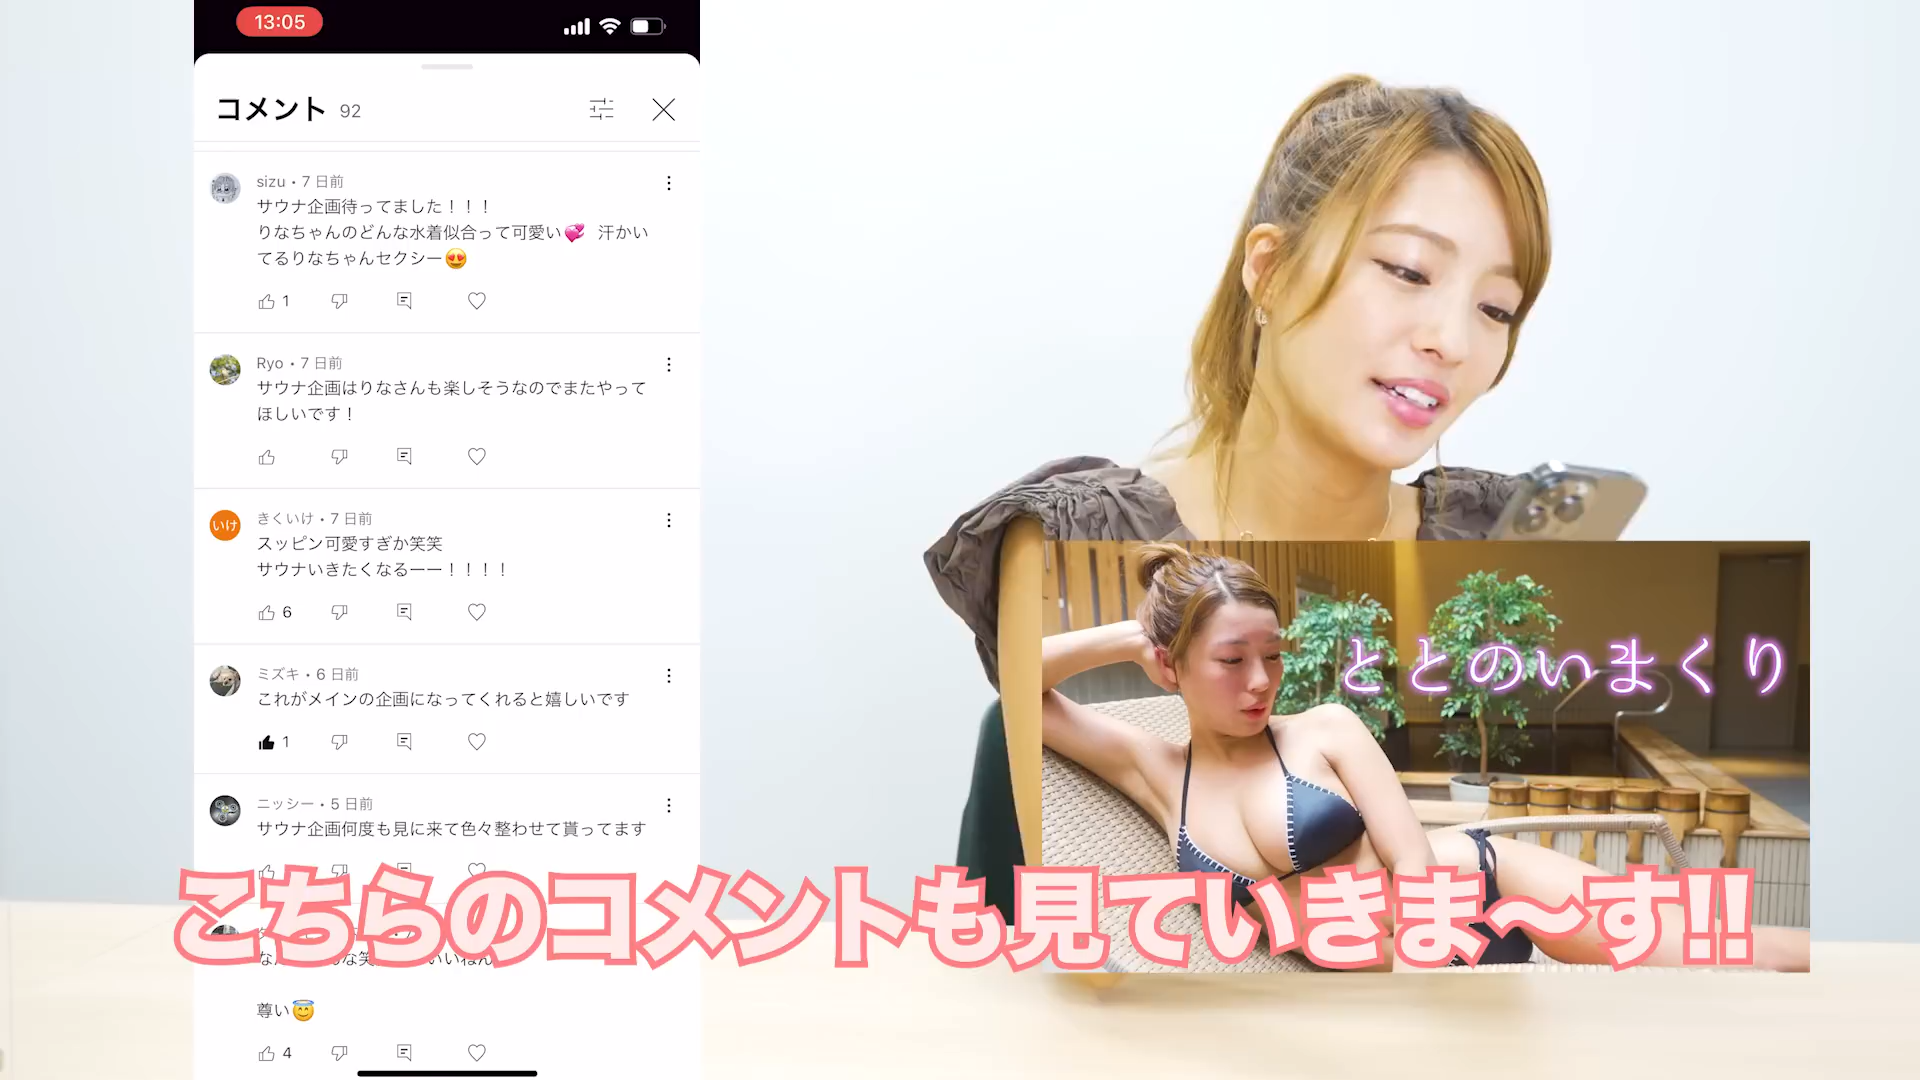 13:05
コメント 92
sizu・7 日前
サウナ企画待ってました！！！
りなちゃんのどんな水着似合って可愛い💞 汗かい
てるりなちゃんセクシー😍
1
Ryo・7 日前
サウナ企画はりなさんも楽しそうなのでまたやって
ほしいです！
いけ
きくいけ・7 日前
スッピン可愛すぎか笑笑
サウナいきたくなるーー！！！！
6
ミズキ・6 日前
これがメインの企画になってくれると嬉しいです
1
ニッシー・5 日前
サウナ企画何度も見に来て色々整わせて貰ってます
尊い😇
4
ととのいまくり
こちらのコメントも見ていきま～す!!